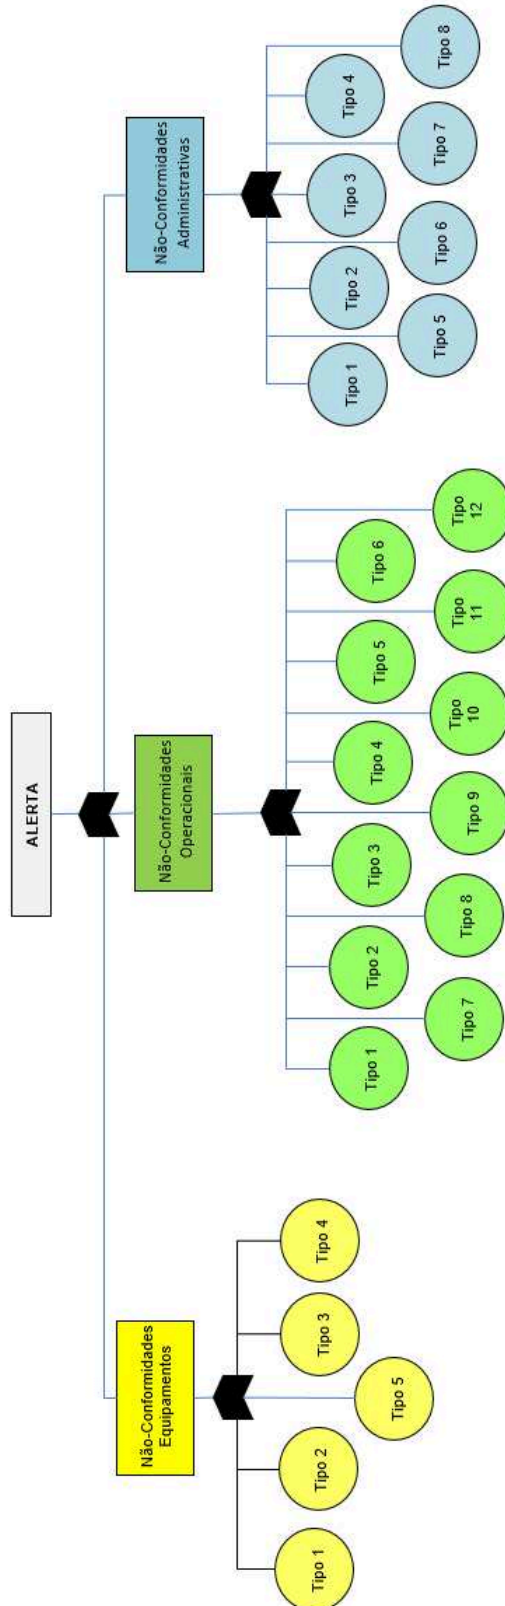 ALERTA
Não-Conformidades
Equipamentos
Não-Conformidades
Operacionais
Não-Conformidades
Administrativas
Tipo 1
Tipo 2
Tipo 5
Tipo 3
Tipo 4
Tipo 1
Tipo 7
Tipo 2
Tipo 8
Tipo 3
Tipo 9
Tipo 4
Tipo
10
Tipo 5
Tipo
11
Tipo 6
Tipo
12
Tipo 1
Tipo 5
Tipo 2
Tipo 6
Tipo 3
Tipo 7
Tipo 4
Tipo 8